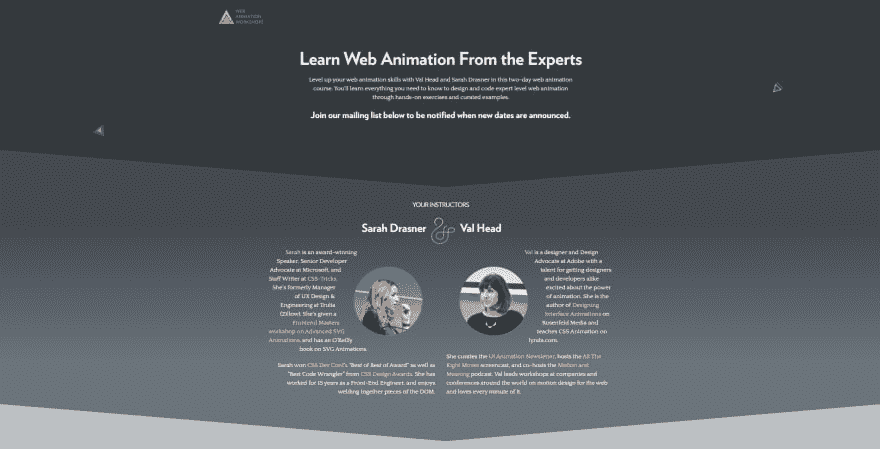 WEB
ANIMATION
WORKSHOPS
Learn Web Animation From the Experts
Level up your web animation skills with Val Head and Sarah Drasner in this two-day web animation
course. You'll learn everything you need to know to design and code expert level web animation
through hands-on exercises and curated examples.
Join our mailing list below to be notified when new dates are announced.
YOUR INSTRUCTORS
Sarah Drasner & Val Head
Sarah is an award-winning
Speaker, Senior Developer
Advocate at Microsoft, and
Staff Writer at CSS-Tricks.
She's formerly Manager
of UX Design &
Engineering at Trulia
(Zillow). She's given a
Frontend Masters
workshop on Advanced SVG
Animations, and has an O'Reilly
book on SVG Animations.
Sarah won CSS Dev Conf's "Best of Best of Award" as well as
"Best Code Wrangler" from CSS Design Awards. She has
worked for 15 years as a Front-End Engineer, and enjoys
welding together pieces of the DOM.
Val is a designer and Design
Advocate at Adobe with a
talent for getting designers
and developers alike
excited about the power
of animation. She is the
author of Designing
Interface Animations on
Rosenfeld Media and
teaches CSS Animation on
lynda.com.
She curates the UI Animation Newsletter, hosts the All The
Right Moves screencast, and co-hosts the Motion and
Meaning podcast. Val leads workshops at companies and
conferences around the world on motion design for the web
and loves every minute of it.